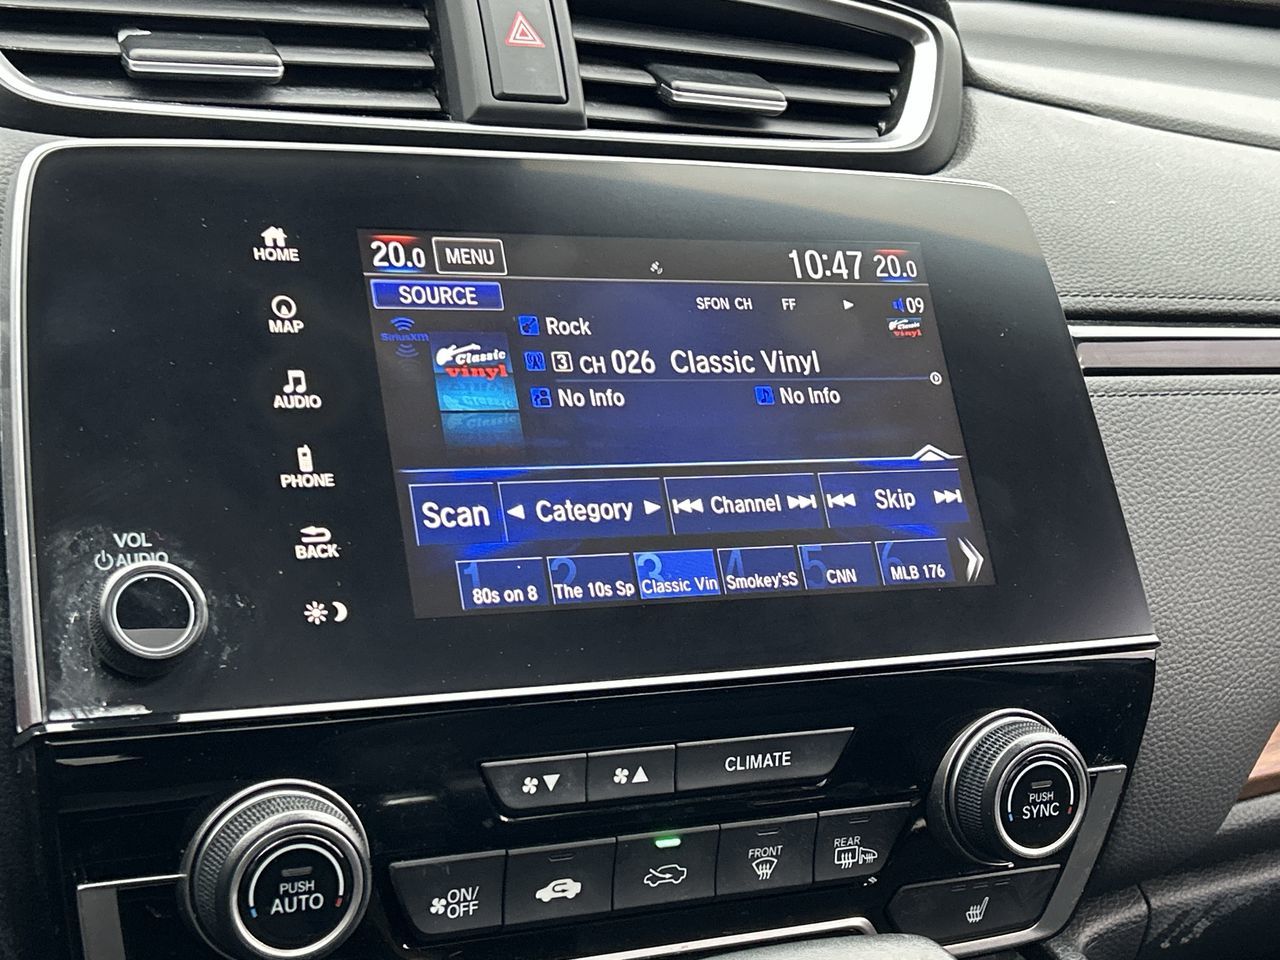 HOME
MAP
AUDIO
PHONE
BACK
VOL
AUDIO
20.0 MENU 10:47 20.0
SOURCE SFON CH FF 09
SiriusXM
Classic
vinyl
Classic
vinyl
Rock
3 CH 026 Classic Vinyl
No Info No Info
Scan Category Channel Skip
1 2 3 4 5 6
80s on 8 The 10s Sp Classic Vin Smokey'sS CNN MLB 176
CLIMATE
PUSH
SYNC
PUSH
AUTO
ON/
OFF
FRONT
REAR